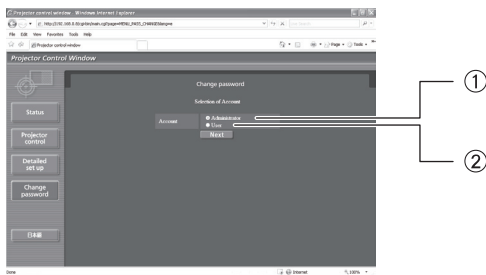 Projector control window - Windows Internet Explorer
File Edit View Favorites Tools Help
Projector control window
Page Tools
Projector Control Window
Change password
Selection of Account
Account
Administrator
User
Next
Status
Projector
control
Detailed
set up
Change
password
日本語
Done
Internet
100%
1
2